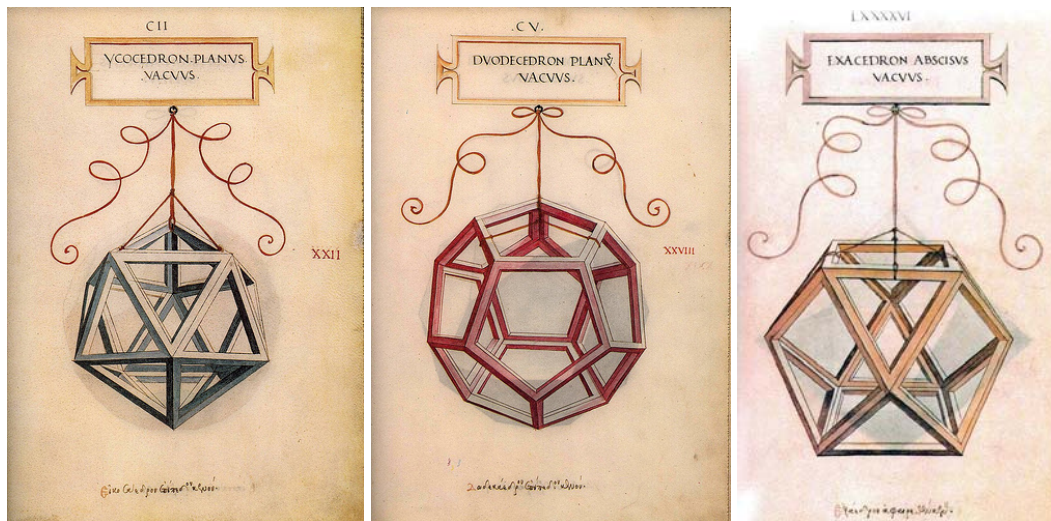 CII
YCOCEDRON·PLANVS·
VACVVS·
XXII
·CV·
DVODECEDRON PLANVS
VACVVS·
XXVIII
LXXXXVI
EXACEDRON ABSCISVS
VACVVS·